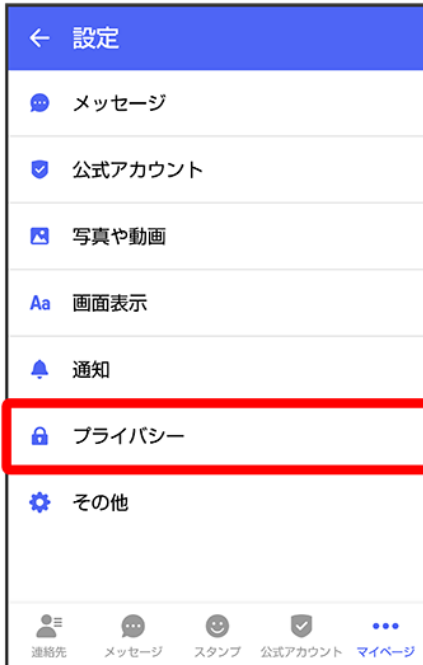 設定
メッセージ
公式アカウント
写真や動画
Aa 画面表示
通知
プライバシー
その他
連絡先 メッセージ スタンプ 公式アカウント マイページ